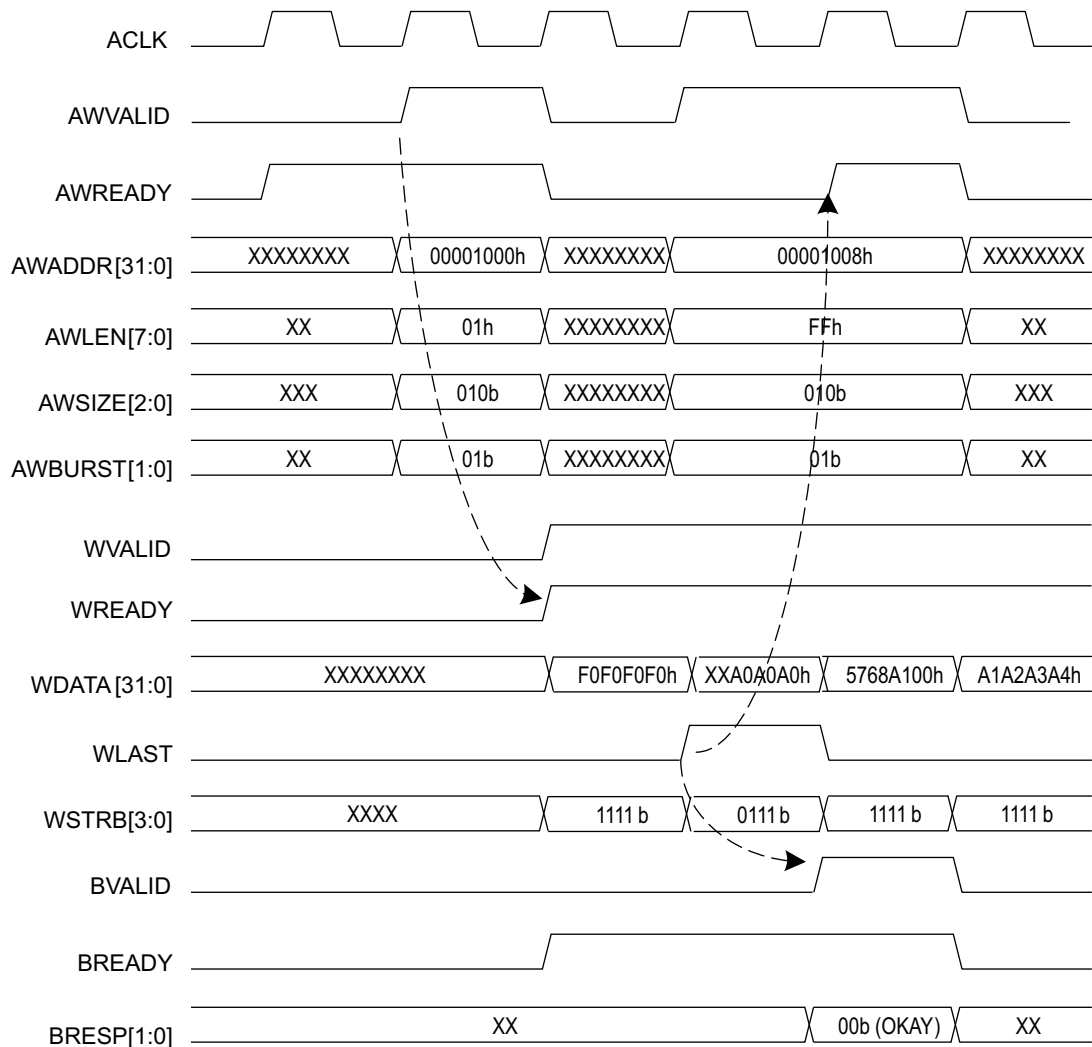 ACLK
AWVALID
AWREADY
AWADDR[31:0] XXXXXXXX 00001000h XXXXXXXX 00001008h XXXXXXXX
AWLEN[7:0] XX 01h XXXXXXXX FFh XX
AWSIZE[2:0] XXX 010b XXXXXXXX 010b XXX
AWBURST[1:0] XX 01b XXXXXXXX 01b XX
WVALID
WREADY
WDATA[31:0] XXXXXXXX F0F0F0F0h XXA0A0A0h 5768A100h A1A2A3A4h
WLAST
WSTRB[3:0] XXXX 1111 b 0111 b 1111 b 1111 b
BVALID
BREADY
BRESP[1:0] XX 00b (OKAY) XX